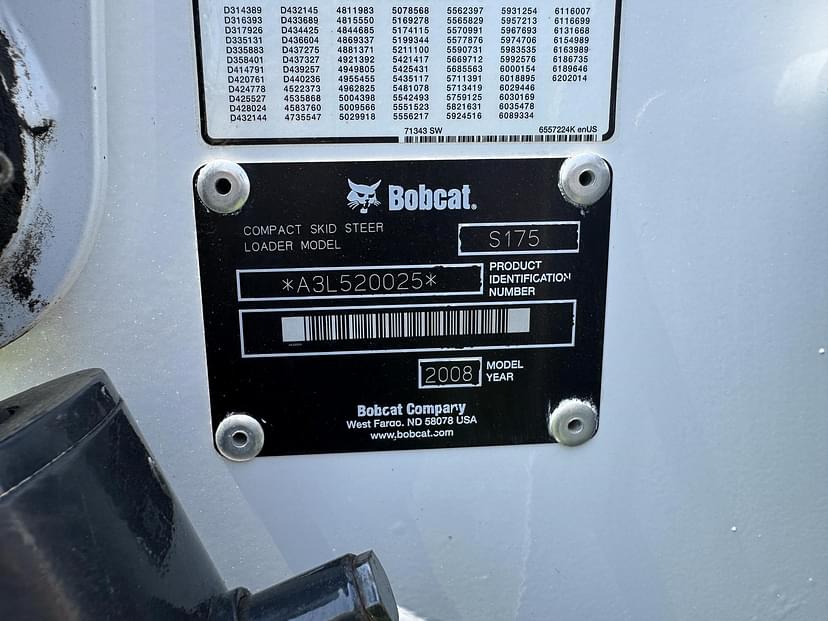 D314389 D432145 4811983 5078568 5562397 5931254 6116007
D316393 D433689 4815550 5169278 5565829 5957213 6116699
D317926 D434425 4844685 5174115 5570991 5967693 6131668
D335131 D436604 4869337 5199344 5577876 5974706 6154989
D335883 D437275 4881371 5211100 5590731 5983535 6163989
D358401 D437327 4921392 5421417 5669712 5992576 6186735
D414791 D439257 4949805 5425431 5685563 6000154 6189646
D420761 D440236 4955455 5435117 5711391 6018895 6202014
D424778 4522373 4962825 5481078 5713419 6029446
D425527 4535868 5004398 5542493 5759125 6030169
D428024 4583760 5009566 5551523 5821631 6035478
D432144 4735547 5029918 5556217 5924516 6089334
71343 SW 6557224K enUS
Bobcat®
COMPACT SKID STEER
LOADER MODEL S175
*A3L520025* PRODUCT
IDENTIFICATION
NUMBER
2008 MODEL
YEAR
Bobcat Company
West Fargo, ND 58078 USA
www.bobcat.com